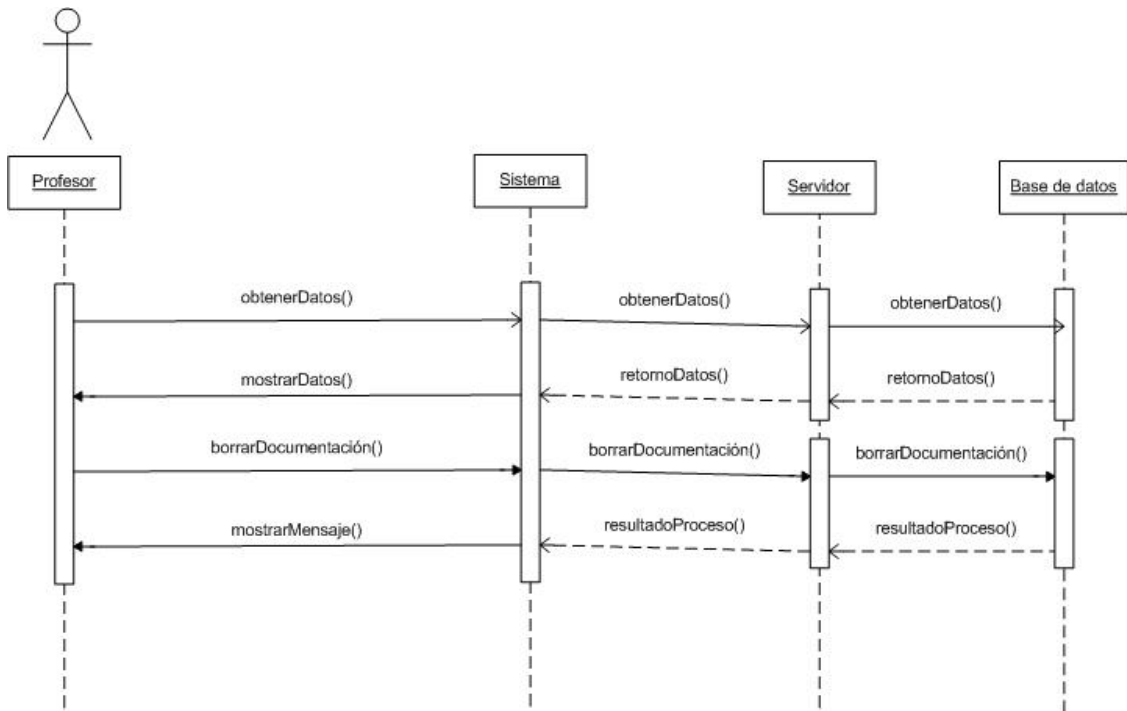 Profesor
Sistema
Servidor
Base de datos
obtenerDatos()
obtenerDatos()
obtenerDatos()
mostrarDatos()
retornoDatos()
retornoDatos()
borrarDocumentación()
borrarDocumentación()
borrarDocumentación()
mostrarMensaje()
resultadoProceso()
resultadoProceso()